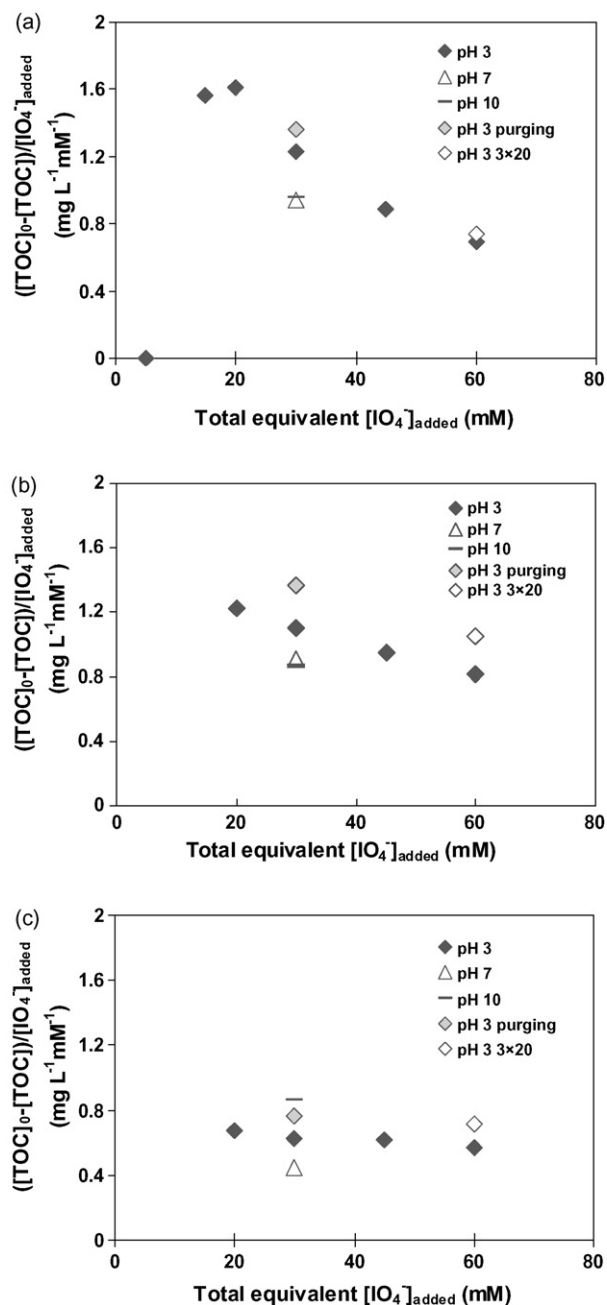 (a)
([TOC]₀-[TOC])/[IO₄⁻]added
(mg L⁻¹mM⁻¹)
2
1.6
1.2
0.8
0.4
0
pH 3
pH 7
pH 10
pH 3 purging
pH 3 3×20
0 20 40 60 80
Total equivalent [IO₄⁻]added (mM)
(b)
([TOC]₀-[TOC])/[IO₄⁻]added
(mg L⁻¹mM⁻¹)
2
1.6
1.2
0.8
0.4
0
pH 3
pH 7
pH 10
pH 3 purging
pH 3 3×20
0 20 40 60 80
Total equivalent [IO₄⁻]added (mM)
(c)
([TOC]₀-[TOC])/[IO₄⁻]added
(mg L⁻¹mM⁻¹)
2
1.6
1.2
0.8
0.4
0
pH 3
pH 7
pH 10
pH 3 purging
pH 3 3×20
0 20 40 60 80
Total equivalent [IO₄⁻]added (mM)